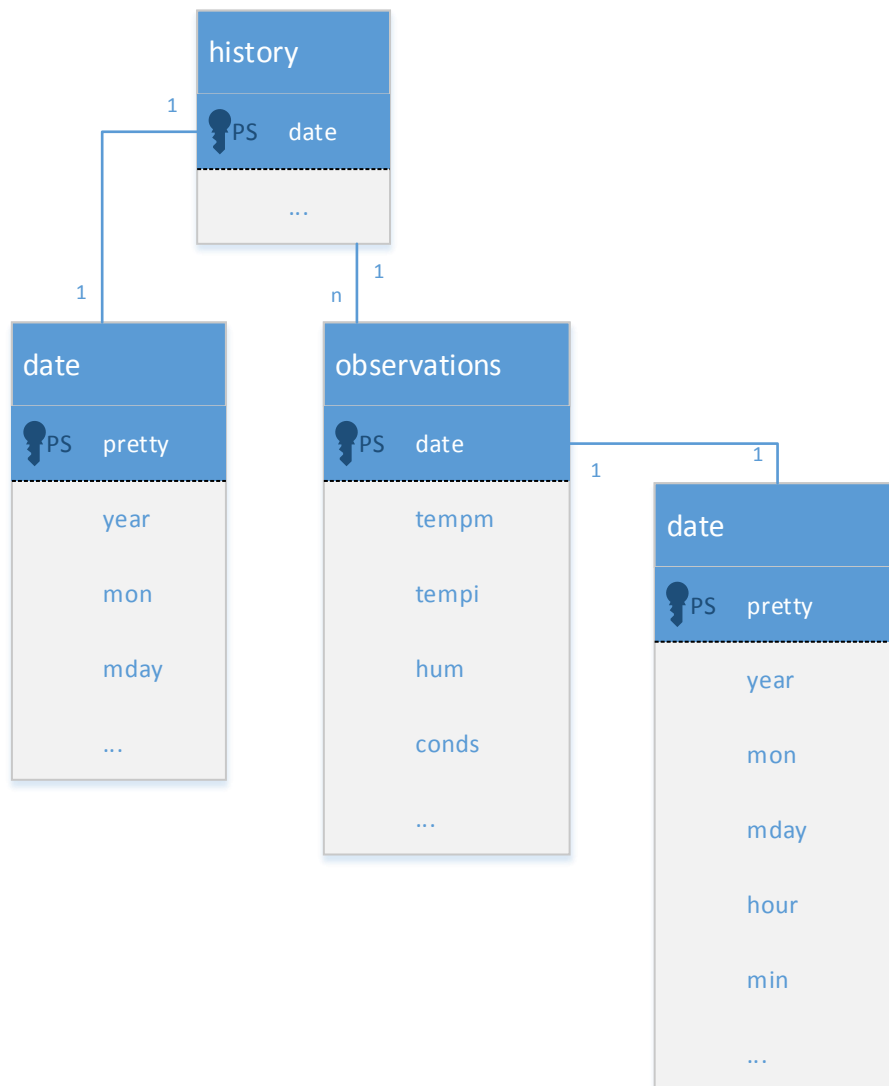 history
1
PS date
...
1
1
n
date
PS pretty
year
mon
mday
...
observations
PS date
tempm
tempi
hum
conds
...
1
1
date
PS pretty
year
mon
mday
hour
min
...